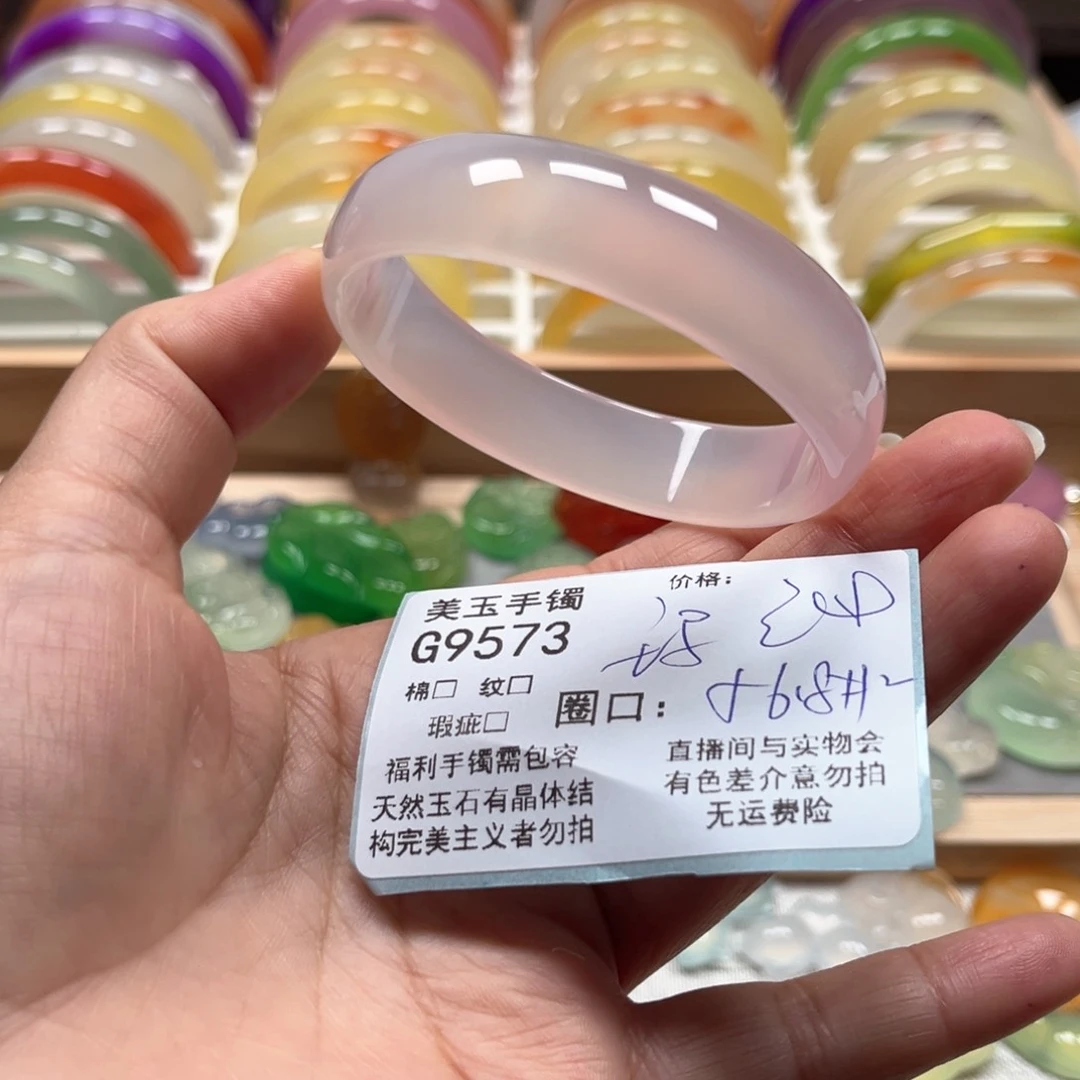 美玉手镯
G9573
价格：
棉□ 纹□
瑕疵□
圈口： 56.8
福利手镯需包容
天然玉石有晶体结
构完美主义者勿拍
直播间与实物会
有色差介意勿拍
无运费险